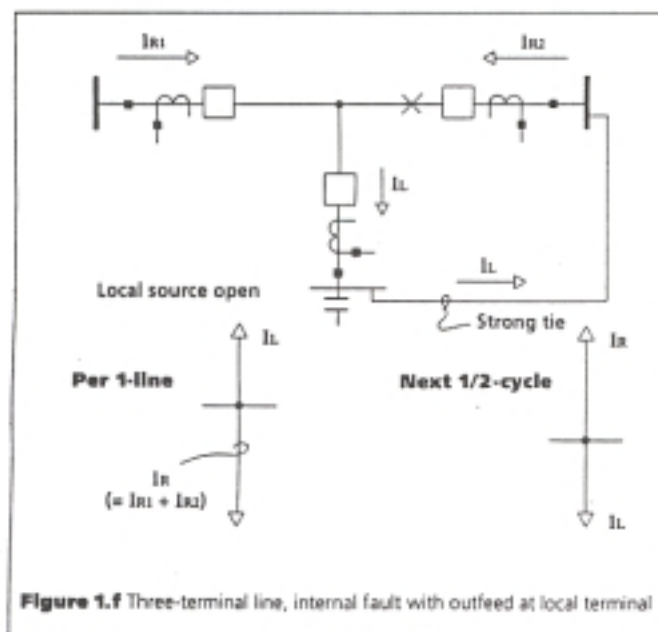 IR1
IR2
IL
IL
Local source open
Strong tie
IL
IR
Per 1-line
Next 1/2-cycle
IR
(= IR1 + IR2)
IL
Figure 1.f Three-terminal line, internal fault with outfeed at local terminal